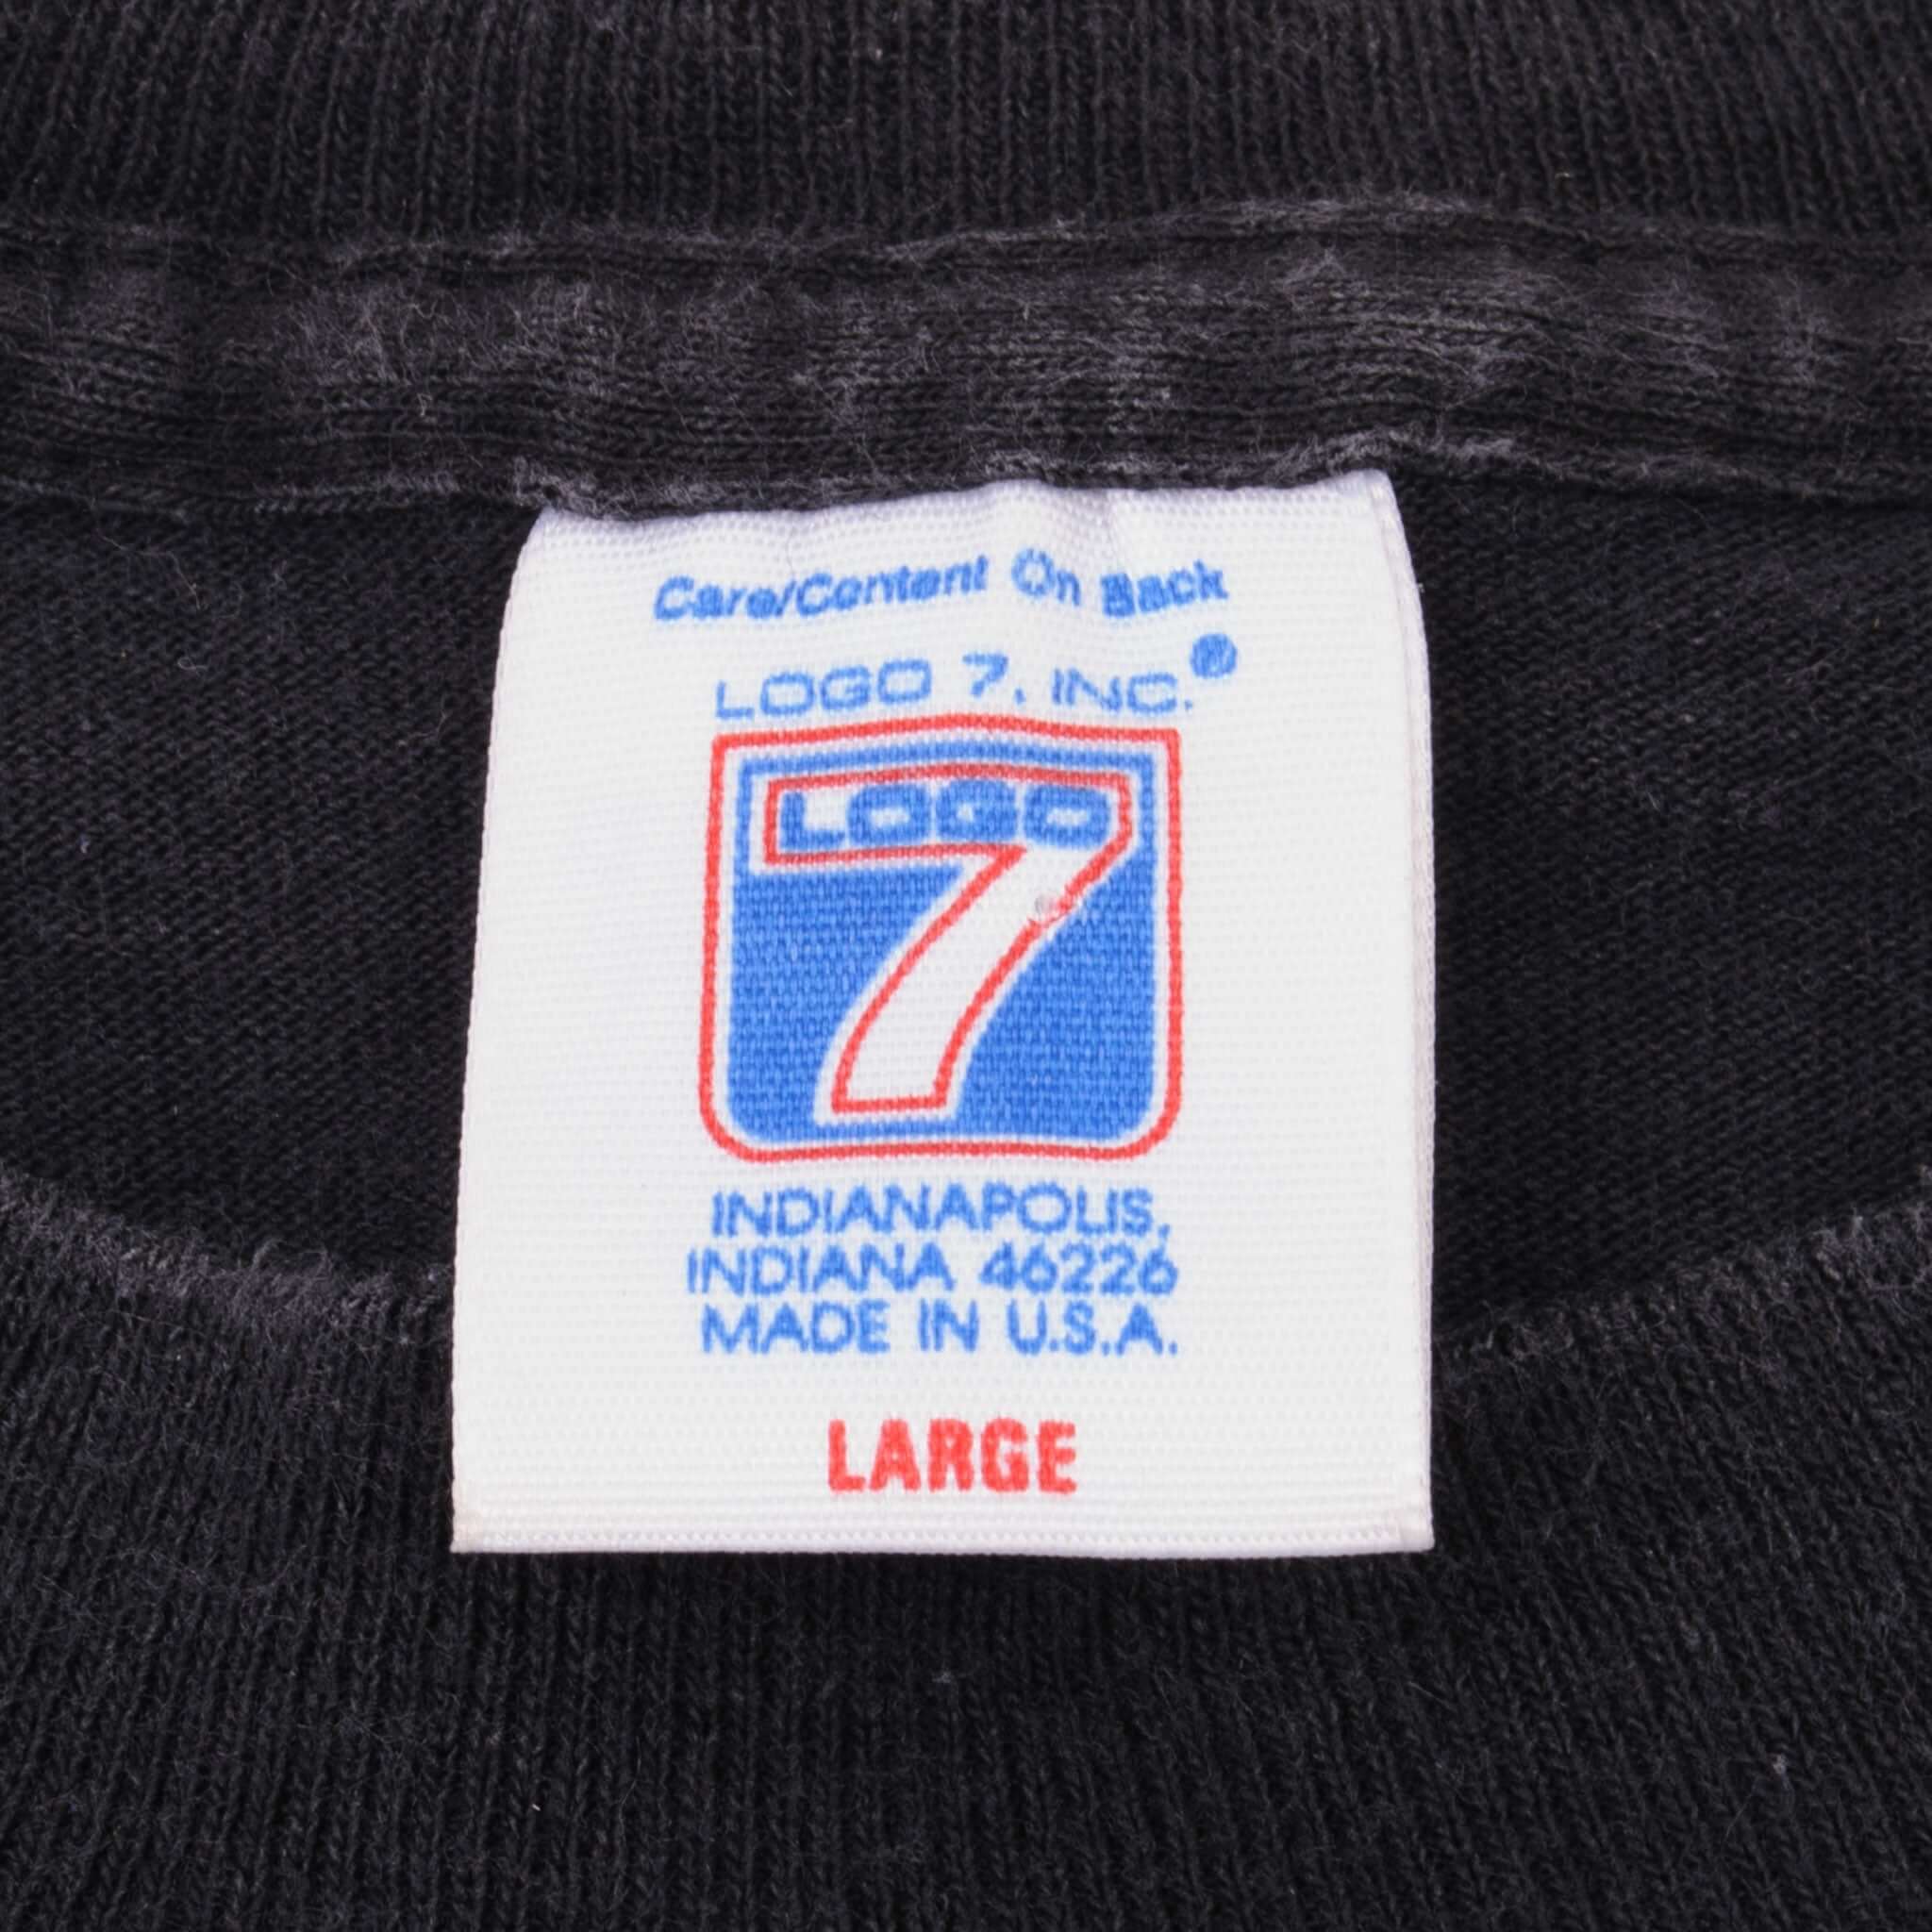 Care/Content On Back
LOGO 7, INC.®
LOGO
7
INDIANAPOLIS,
INDIANA 46226
MADE IN U.S.A.
LARGE